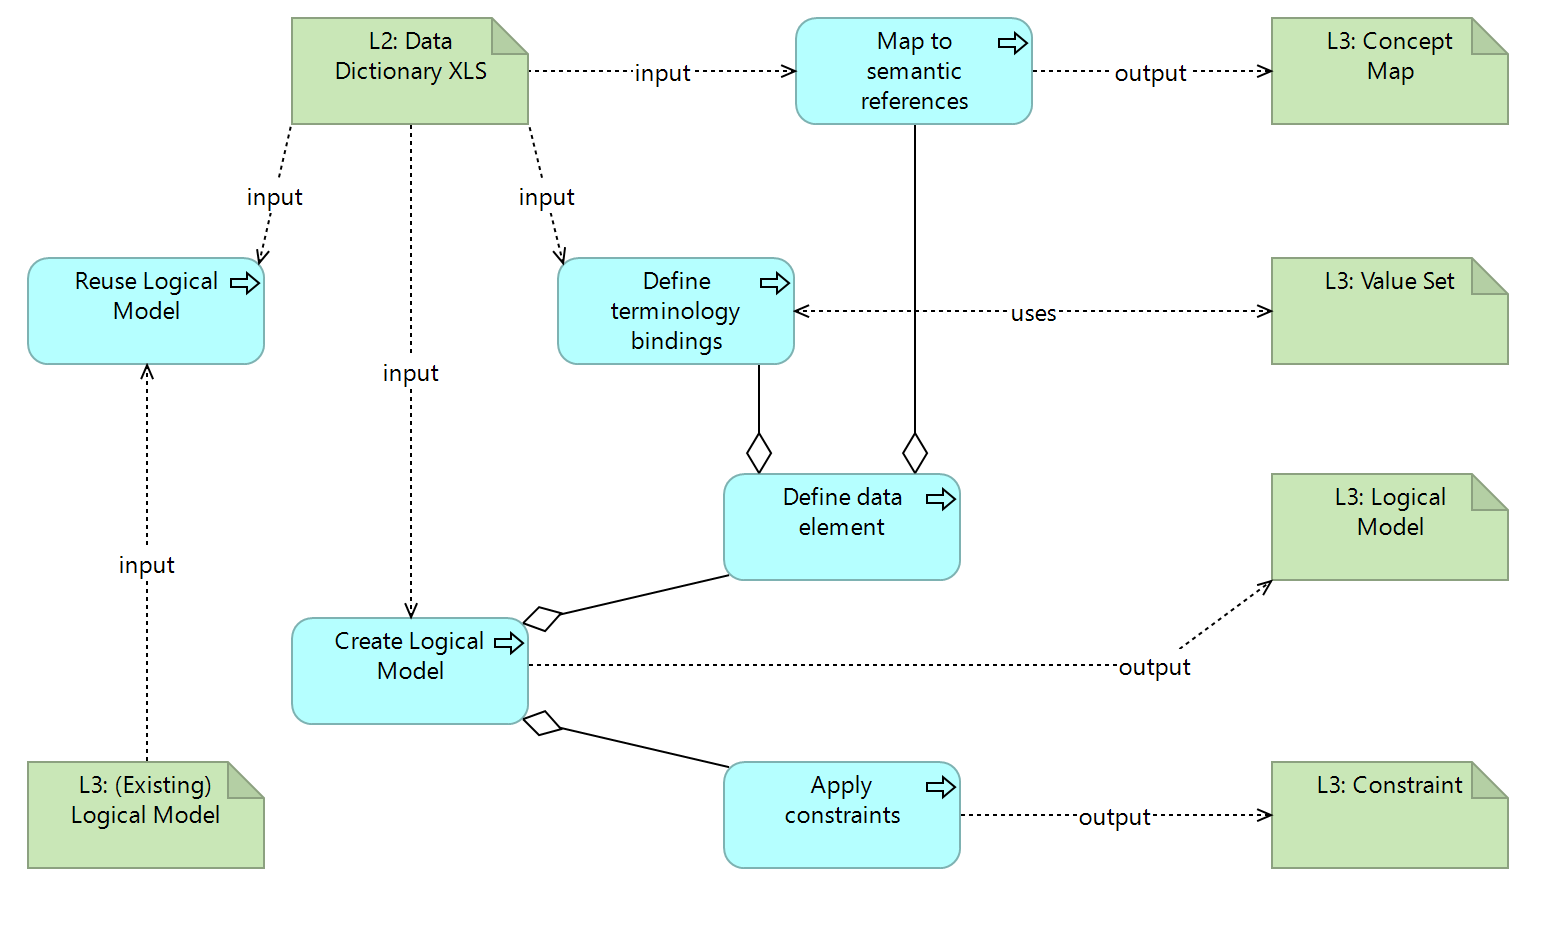 L2: Data
Dictionary XLS
input
Map to
semantic
references
output
L3: Concept
Map
input
input
Reuse Logical
Model
Define
terminology
bindings
uses
L3: Value Set
input
input
Define data
element
L3: Logical
Model
Create Logical
Model
output
L3: (Existing)
Logical Model
Apply
constraints
output
L3: Constraint